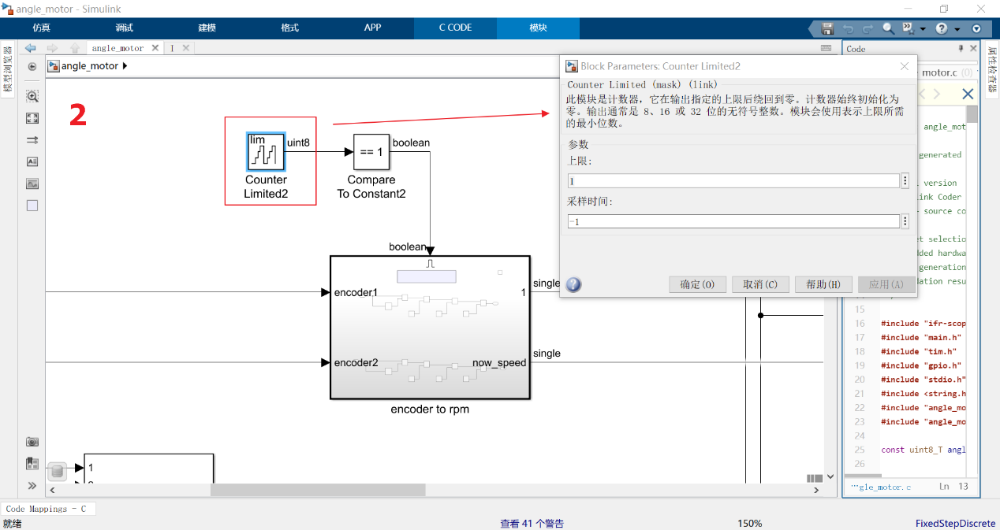 angle_motor - Simulink
仿真 调试 建模 格式 APP C CODE 模块
模型浏览器
angle_motor I
angle_motor
2
lim
uint8
Counter
Limited2
== 1
boolean
Compare
To Constant2
boolean
encoder1
encoder2
1
now_speed
single
single
encoder to rpm
1
Block Parameters: Counter Limited2
Counter Limited (mask) (link)
此模块是计数器，它在输出指定的上限后绕回到零。计数器始终初始化为
零。输出通常是 8、16 或 32 位的无符号整数。模块会使用表示上限所需
的最小位数。
参数
上限:
1
采样时间:
-1
确定(O) 取消(C) 帮助(H) 应用(A)
Code
属性检查器
motor.c (0)
angle_mot
generated
version
ink Coder
source co
et selectio
ded hardwa
generation
dation resu
15
16 #include "ifr-scop
17 #include "main.h"
18 #include "tim.h"
19 #include "gpio.h"
20 #include "stdio.h"
21 #include <string.h
22 #include "angle_mo
23 #include "angle_mo
24
25 const uint8_T angl
26
…gle_motor.c Ln 13
Code Mappings - C
就绪 查看 41 个警告 150% FixedStepDiscrete